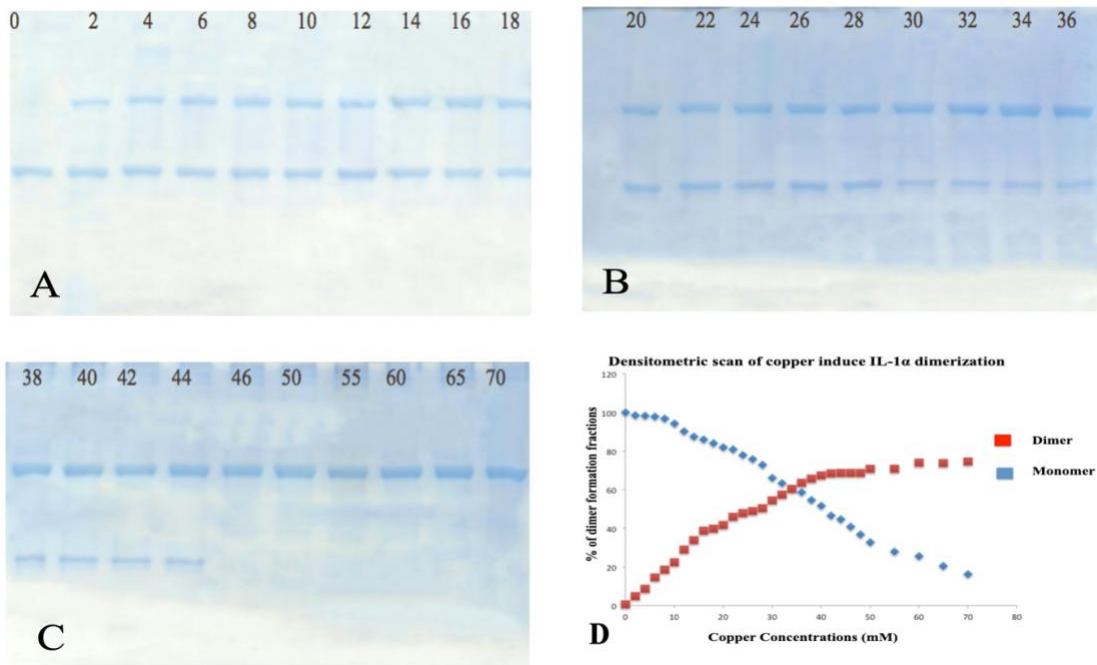 0 2 4 6 8 10 12 14 16 18
A
20 22 24 26 28 30 32 34 36
B
38 40 42 44 46 50 55 60 65 70
C
Densitometric scan of copper induce IL-1α dimerization
% of dimer formation fractions
120
100
80
60
40
20
0
0 10 20 30 40 50 60 70 80
Copper Concentrations (mM)
Dimer
Monomer
D